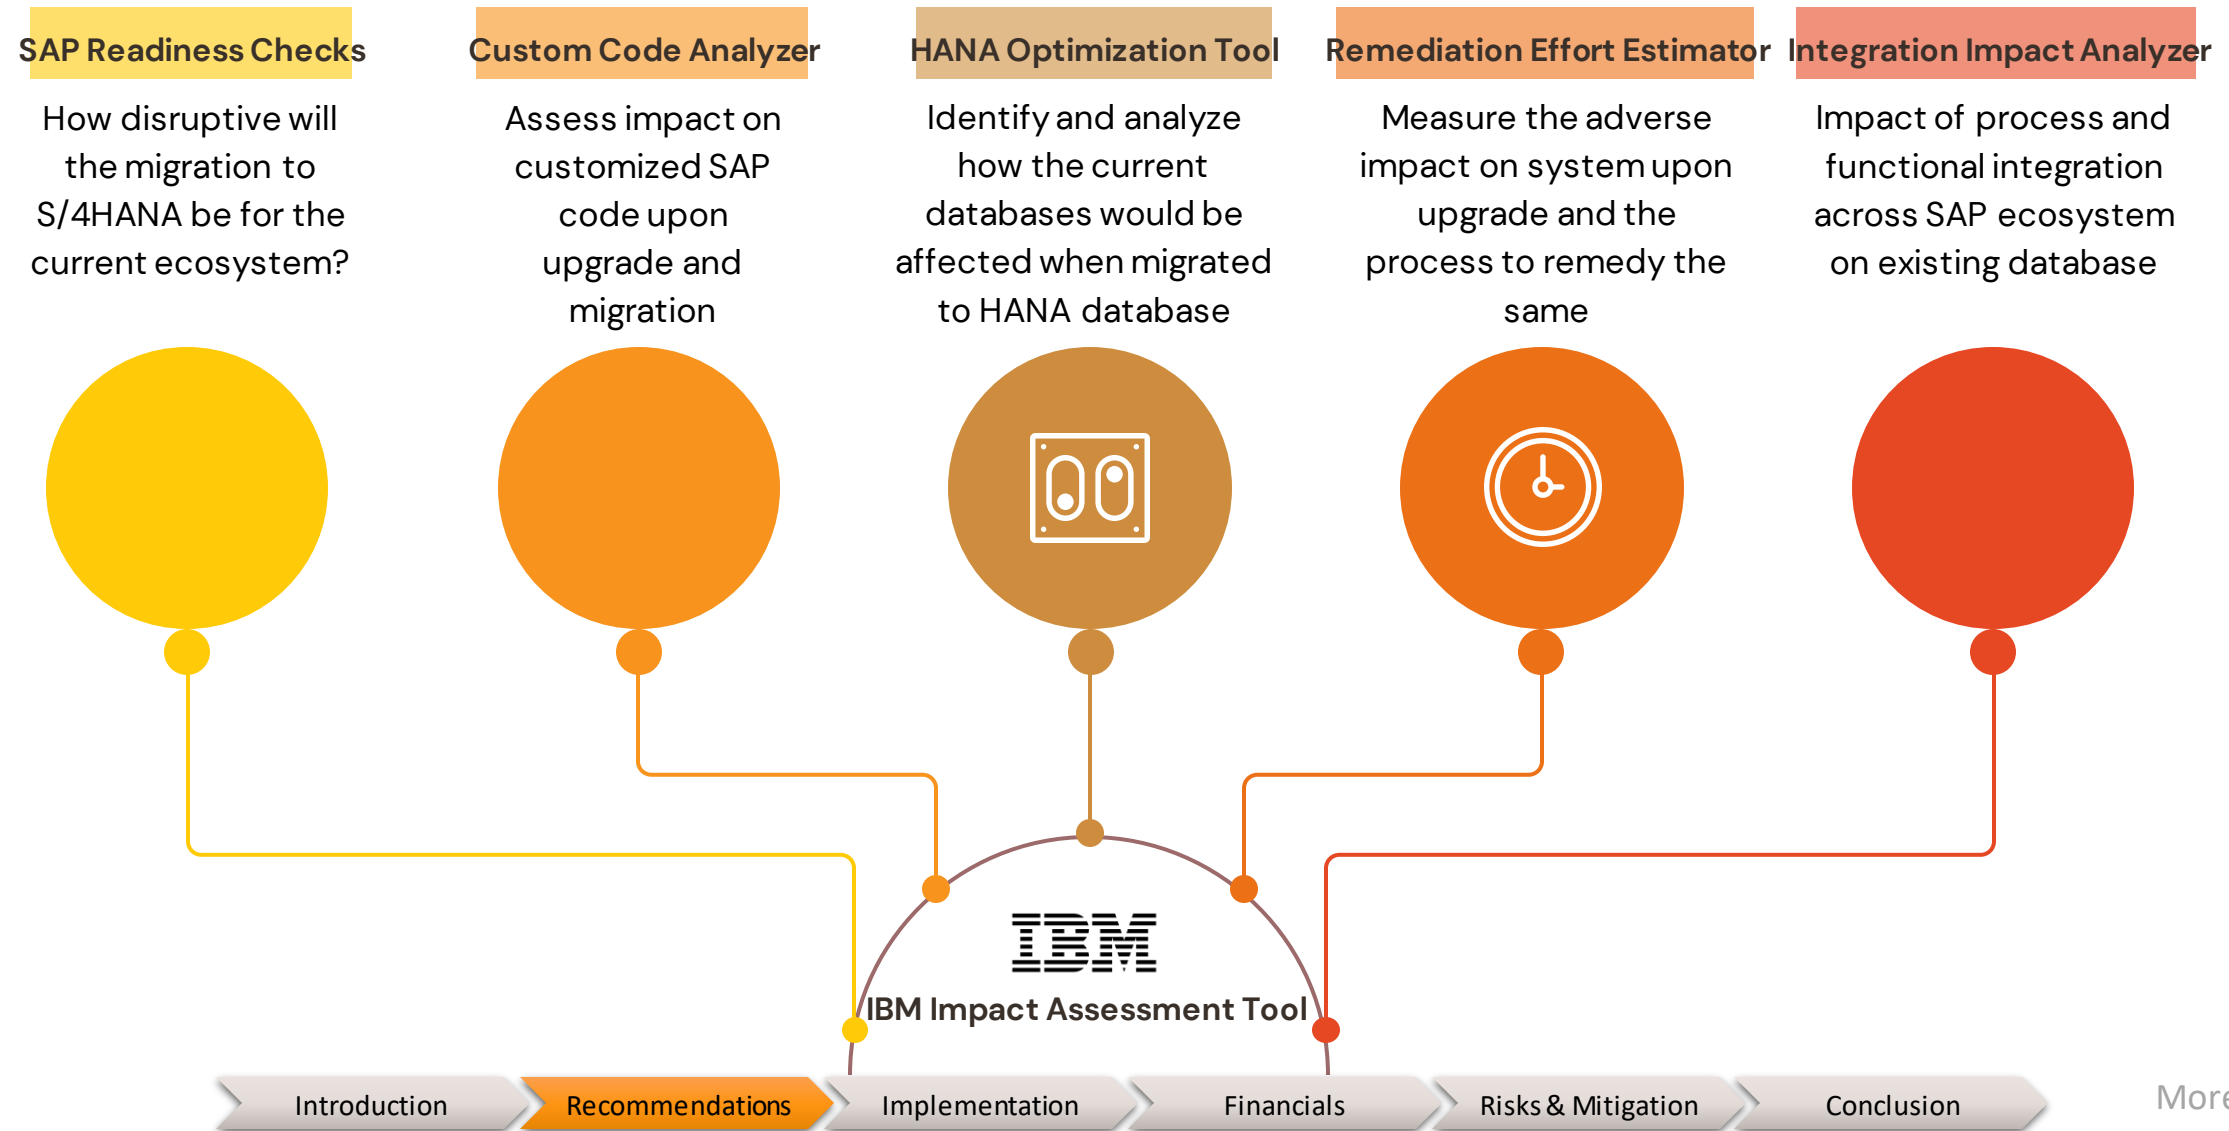 SAP Readiness Checks
How disruptive will
the migration to
S/4HANA be for the
current ecosystem?
Custom Code Analyzer
Assess impact on
customized SAP
code upon
upgrade and
migration
HANA Optimization Tool
Identify and analyze
how the current
databases would be
affected when migrated
to HANA database
Remediation Effort Estimator
Measure the adverse
impact on system upon
upgrade and the
process to remedy the
same
Integration Impact Analyzer
Impact of process and
functional integration
across SAP ecosystem
on existing database
IBM
IBM Impact Assessment Tool
Introduction
Recommendations
Implementation
Financials
Risks & Mitigation
Conclusion
More